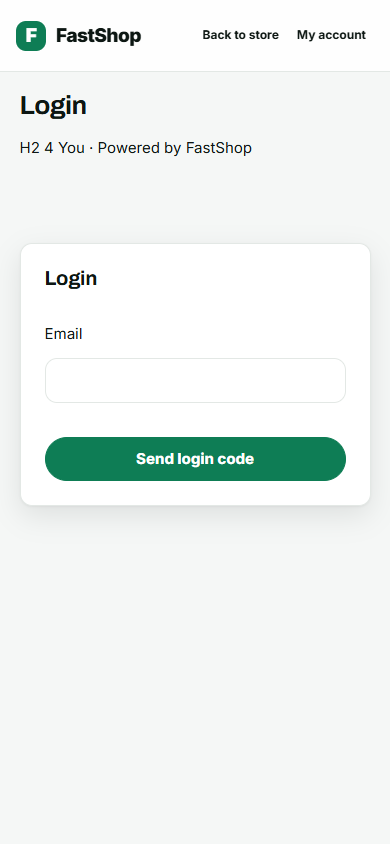 F FastShop Back to store My account
Login
H2 4 You · Powered by FastShop
Login
Email
Send login code